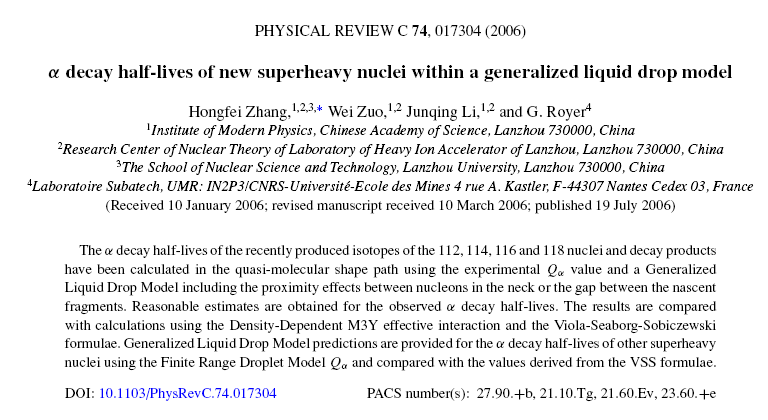 PHYSICAL REVIEW C 74, 017304 (2006)
α decay half-lives of new superheavy nuclei within a generalized liquid drop model
Hongfei Zhang,1,2,3,* Wei Zuo,1,2 Junqing Li,1,2 and G. Royer4
1Institute of Modern Physics, Chinese Academy of Science, Lanzhou 730000, China
2Research Center of Nuclear Theory of Laboratory of Heavy Ion Accelerator of Lanzhou, Lanzhou 730000, China
3The School of Nuclear Science and Technology, Lanzhou University, Lanzhou 730000, China
4Laboratoire Subatech, UMR: IN2P3/CNRS-Université-Ecole des Mines 4 rue A. Kastler, F-44307 Nantes Cedex 03, France
(Received 10 January 2006; revised manuscript received 10 March 2006; published 19 July 2006)
The α decay half-lives of the recently produced isotopes of the 112, 114, 116 and 118 nuclei and decay products
have been calculated in the quasi-molecular shape path using the experimental Qα value and a Generalized
Liquid Drop Model including the proximity effects between nucleons in the neck or the gap between the nascent
fragments. Reasonable estimates are obtained for the observed α decay half-lives. The results are compared
with calculations using the Density-Dependent M3Y effective interaction and the Viola-Seaborg-Sobiczewski
formulae. Generalized Liquid Drop Model predictions are provided for the α decay half-lives of other superheavy
nuclei using the Finite Range Droplet Model Qα and compared with the values derived from the VSS formulae.
DOI: 10.1103/PhysRevC.74.017304 PACS number(s): 27.90.+b, 21.10.Tg, 21.60.Ev, 23.60.+e